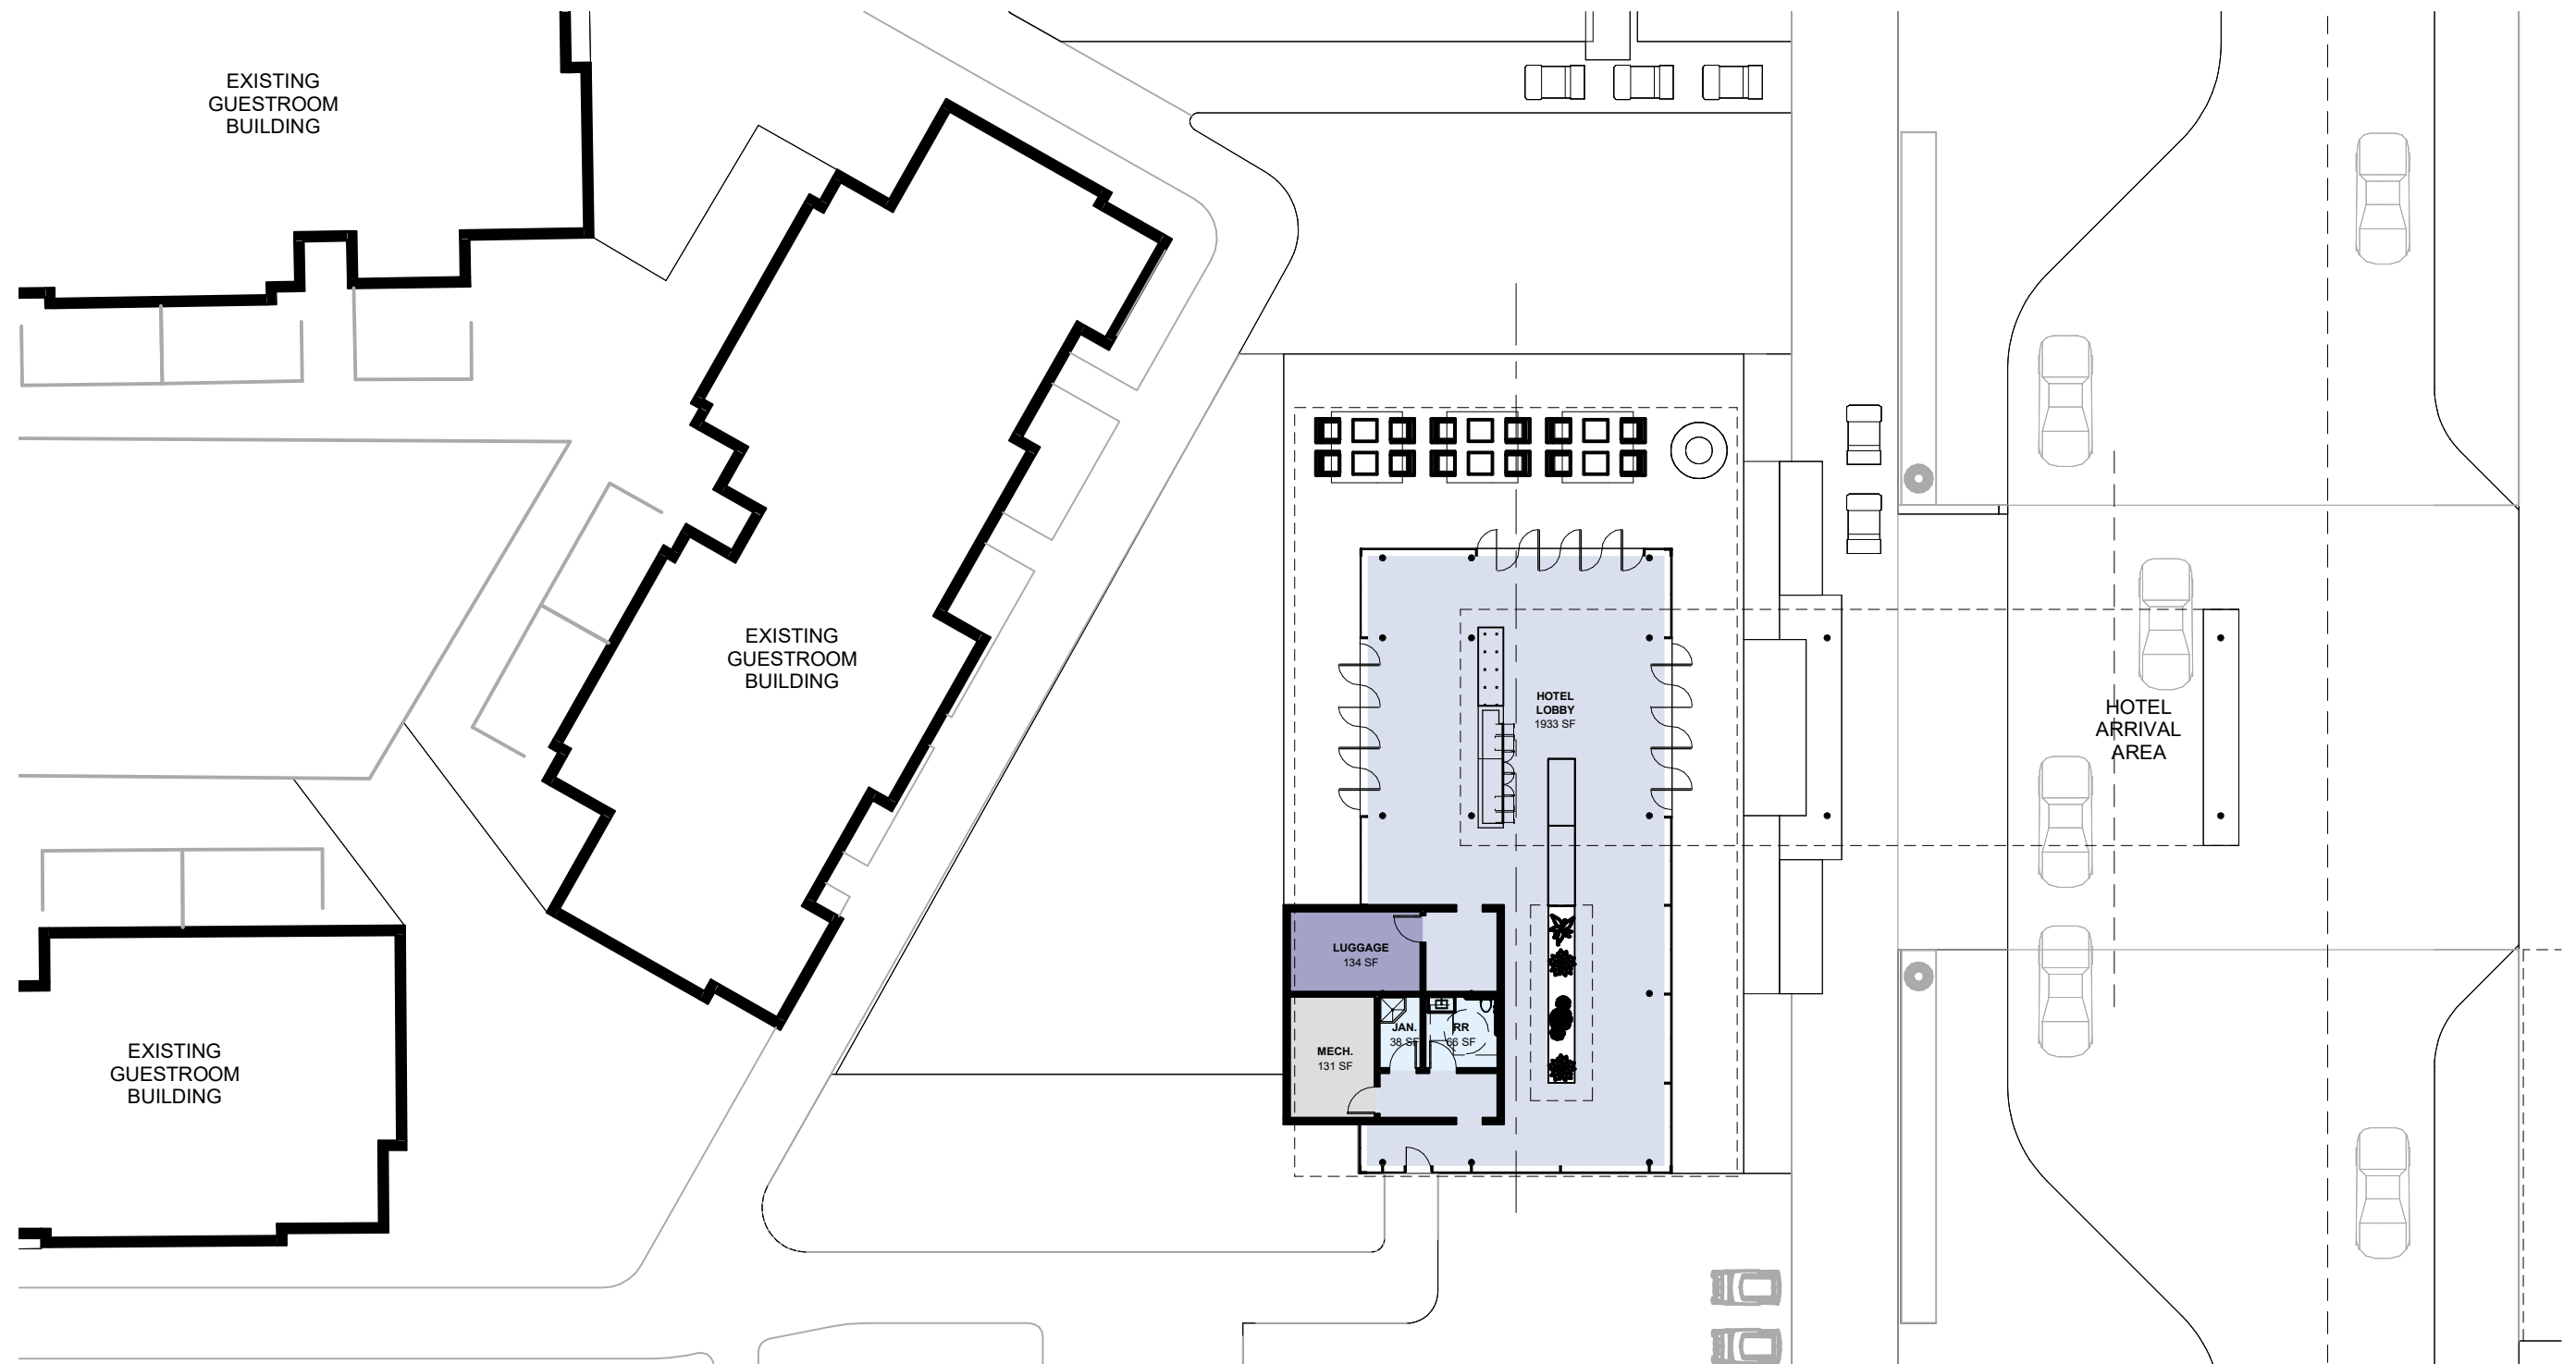 EXISTING
GUESTROOM
BUILDING
EXISTING
GUESTROOM
BUILDING
HOTEL
LOBBY
1933 SF
HOTEL
ARRIVAL
AREA
LUGGAGE
134 SF
JAN.
38 SF
RR
66 SF
MECH.
131 SF
EXISTING
GUESTROOM
BUILDING